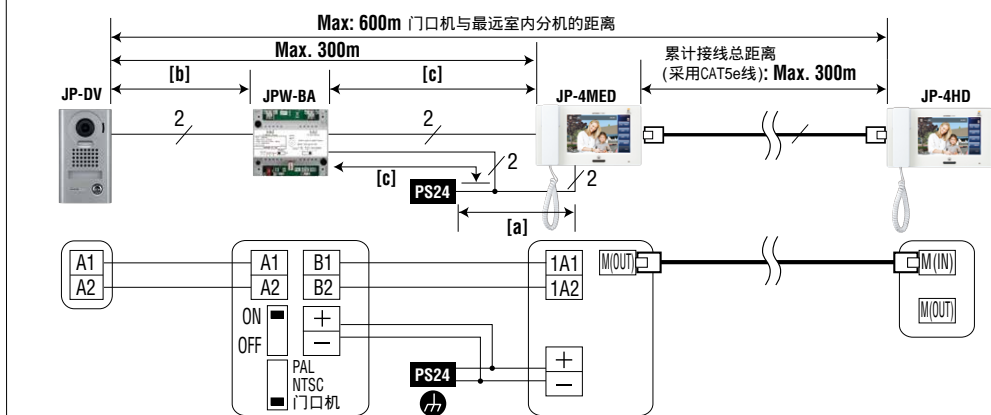 Max: 600m 门口机与最远室内分机的距离
Max. 300m
累计接线总距离
(采用CAT5e线): Max. 300m
[b]
[c]
JP-DV
JPW-BA
JP-4MED
JP-4HD
2
2
2
2
[c]
PS24
[a]
A1
A2
A1
A2
B1
B2
1A1
1A2
M(OUT)
M(IN)
M(OUT)
ON
OFF
+
−
PAL
NTSC
门口机
PS24
+
−